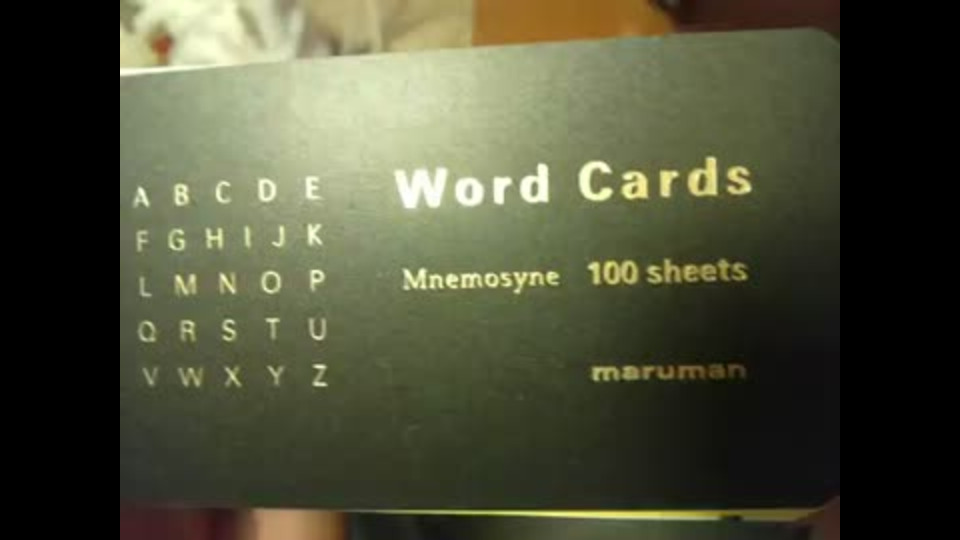 A B C D E
F G H I J K
L M N O P
Q R S T U
V W X Y Z
Word Cards
Mnemosyne 100 sheets
maruman